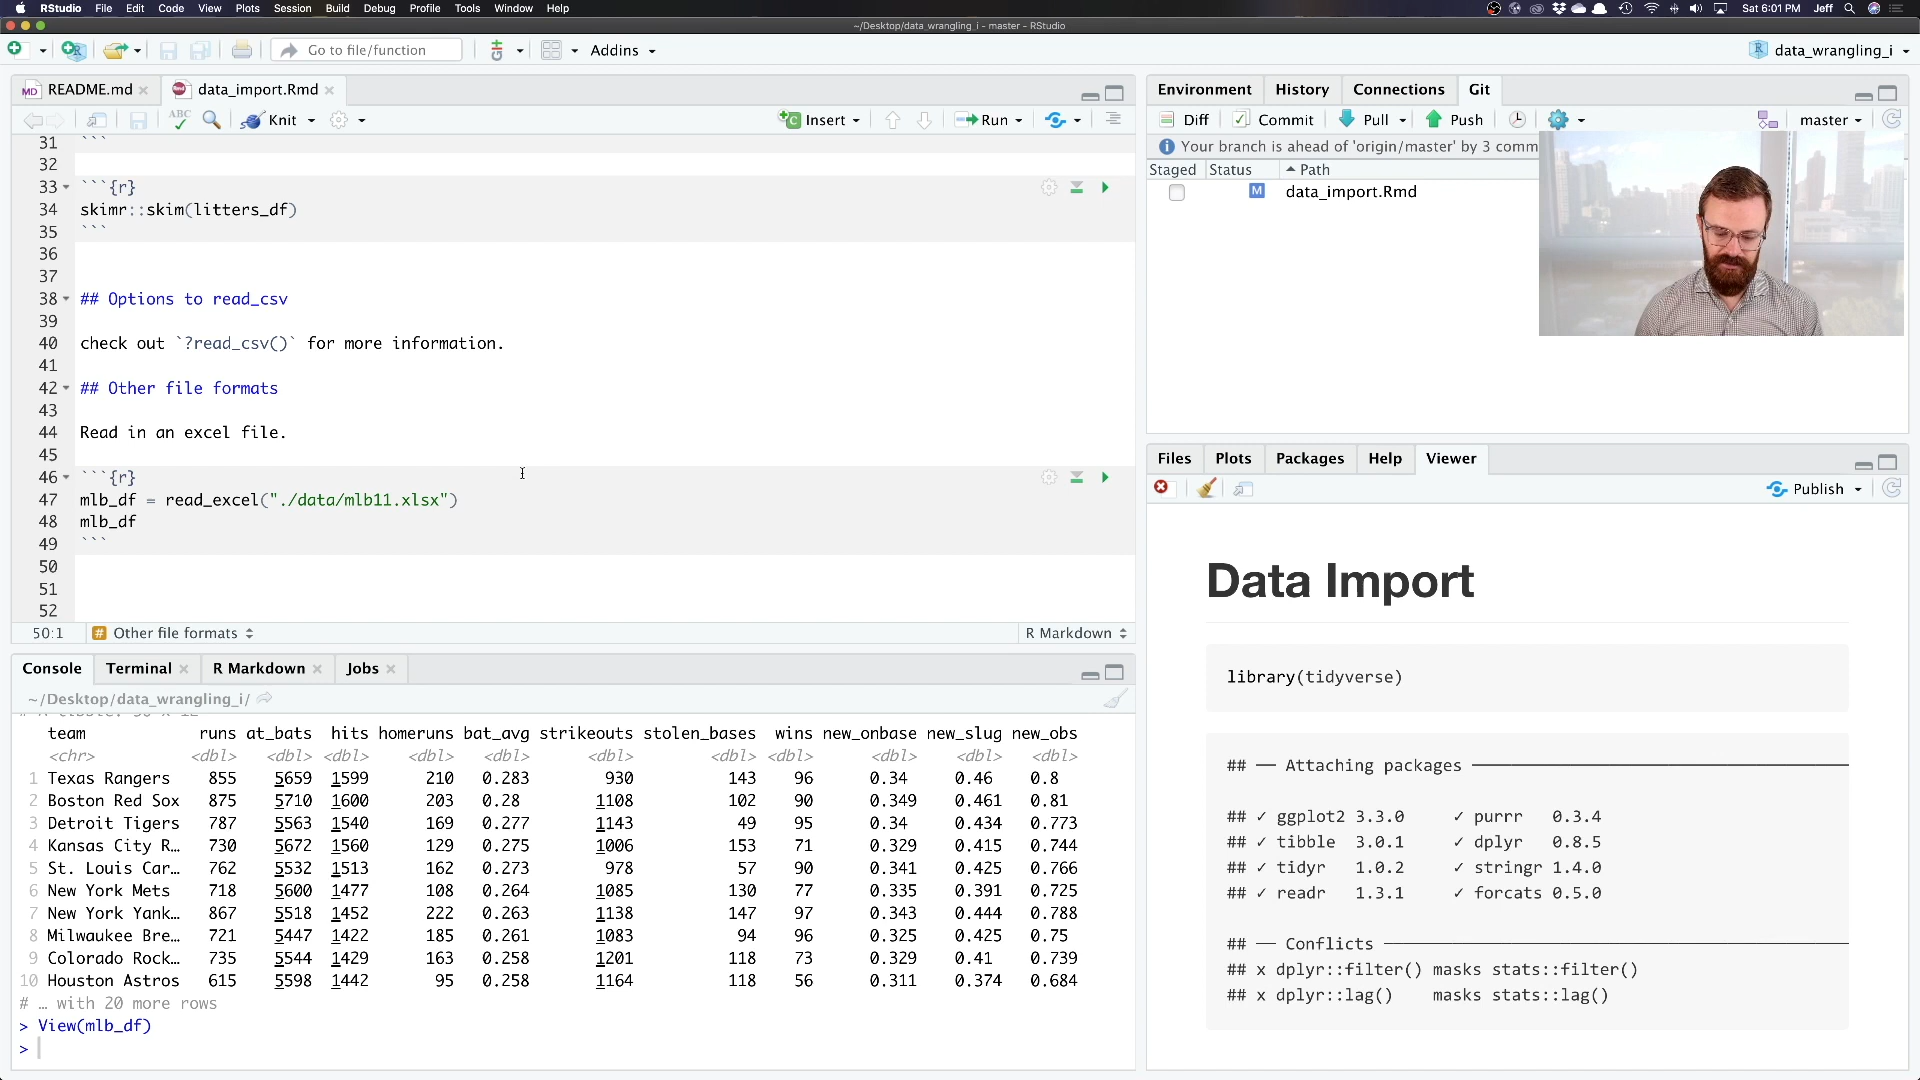 RStudio File Edit Code View Plots Session Build Debug Profile Tools Window Help Sat 6:01 PM Jeff
~/Desktop/data_wrangling_i - master - RStudio
Go to file/function Addins data_wrangling_i
README.md data_import.Rmd
ABC Knit Insert Run
31 ```
32
33 ```{r}
34 skimr::skim(litters_df)
35 ```
36
37
38 ## Options to read_csv
39
40 check out `?read_csv()` for more information.
41
42 ## Other file formats
43
44 Read in an excel file.
45
46 ```{r}
47 mlb_df = read_excel("./data/mlb11.xlsx")
48 mlb_df
49 ```
50
51
52
50:1 # Other file formats R Markdown
Console Terminal R Markdown Jobs
~/Desktop/data_wrangling_i/
team runs at_bats hits homeruns bat_avg strikeouts stolen_bases wins new_onbase new_slug new_obs
<chr> <dbl> <dbl> <dbl> <dbl> <dbl> <dbl> <dbl> <dbl> <dbl> <dbl> <dbl>
1 Texas Rangers 855 5659 1599 210 0.283 930 143 96 0.34 0.46 0.8
2 Boston Red Sox 875 5710 1600 203 0.28 1108 102 90 0.349 0.461 0.81
3 Detroit Tigers 787 5563 1540 169 0.277 1143 49 95 0.34 0.434 0.773
4 Kansas City R… 730 5672 1560 129 0.275 1006 153 71 0.329 0.415 0.744
5 St. Louis Car… 762 5532 1513 162 0.273 978 57 90 0.341 0.425 0.766
6 New York Mets 718 5600 1477 108 0.264 1085 130 77 0.335 0.391 0.725
7 New York Yank… 867 5518 1452 222 0.263 1138 147 97 0.343 0.444 0.788
8 Milwaukee Bre… 721 5447 1422 185 0.261 1083 94 96 0.325 0.425 0.75
9 Colorado Rock… 735 5544 1429 163 0.258 1201 118 73 0.329 0.41 0.739
10 Houston Astros 615 5598 1442 95 0.258 1164 118 56 0.311 0.374 0.684
# … with 20 more rows
> View(mlb_df)
>
Environment History Connections Git
Diff Commit Pull Push master
Your branch is ahead of 'origin/master' by 3 comm
Staged Status Path
M data_import.Rmd
Files Plots Packages Help Viewer
Publish
Data Import
library(tidyverse)
## ── Attaching packages ──
## ✓ ggplot2 3.3.0 ✓ purrr 0.3.4
## ✓ tibble 3.0.1 ✓ dplyr 0.8.5
## ✓ tidyr 1.0.2 ✓ stringr 1.4.0
## ✓ readr 1.3.1 ✓ forcats 0.5.0
## ── Conflicts ──
## x dplyr::filter() masks stats::filter()
## x dplyr::lag() masks stats::lag()